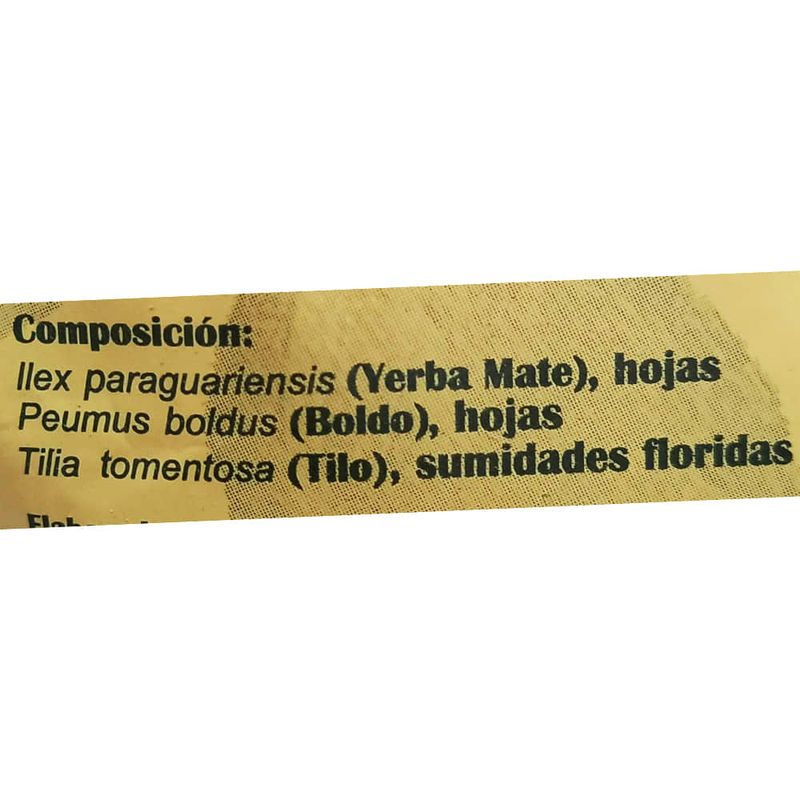 Composición:
Ilex paraguariensis (Yerba Mate), hojas
Peumus boldus (Boldo), hojas
Tilia tomentosa (Tilo), sumidades floridas